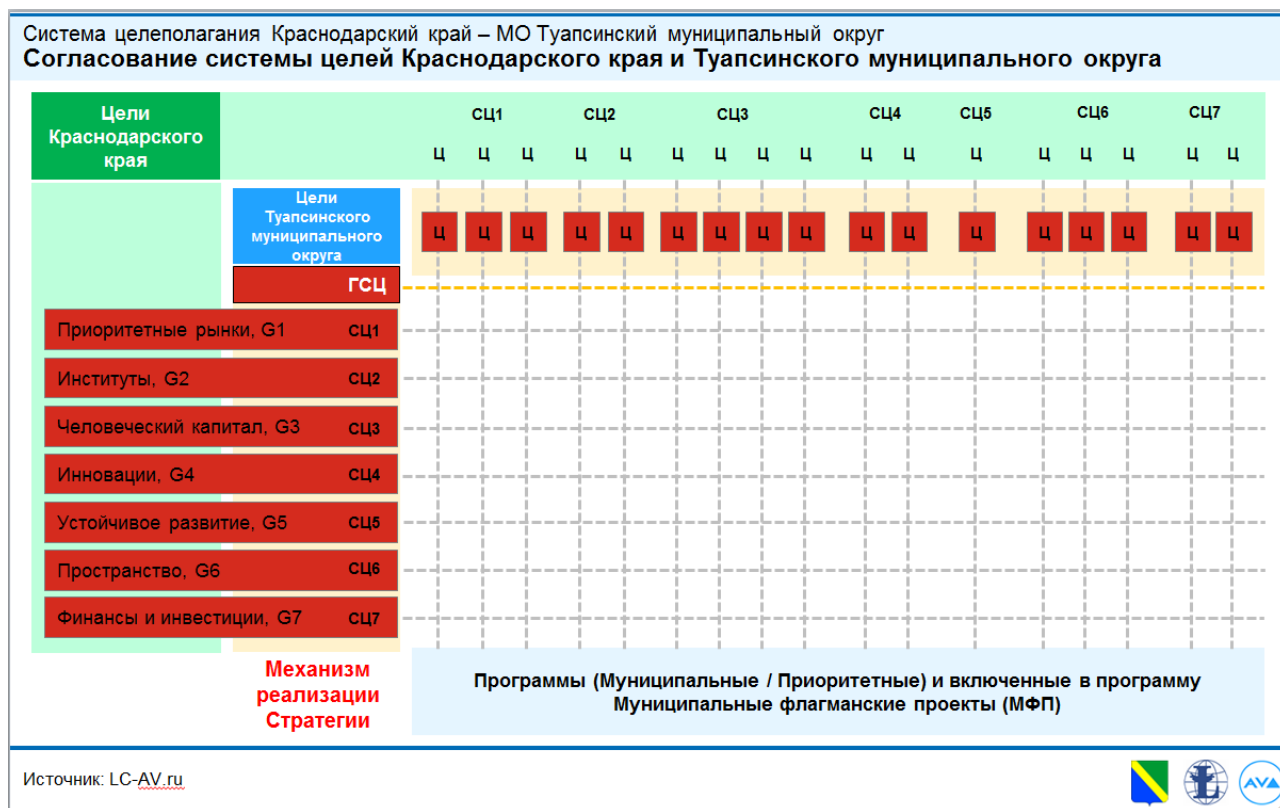 Система целеполагания Краснодарский край – МО Туапсинский муниципальный округ
Согласование системы целей Краснодарского края и Туапсинского муниципального округа
Цели
Краснодарского
края
СЦ1 СЦ2 СЦ3 СЦ4 СЦ5 СЦ6 СЦ7
Ц Ц Ц Ц Ц Ц Ц Ц Ц Ц Ц Ц Ц Ц Ц Ц Ц
Цели
Туапсинского
муниципального
округа
Ц Ц Ц Ц Ц Ц Ц Ц Ц Ц Ц Ц Ц Ц Ц Ц Ц
ГСЦ
Приоритетные рынки, G1 СЦ1
Институты, G2 СЦ2
Человеческий капитал, G3 СЦ3
Инновации, G4 СЦ4
Устойчивое развитие, G5 СЦ5
Пространство, G6 СЦ6
Финансы и инвестиции, G7 СЦ7
Механизм
реализации
Стратегии
Программы (Муниципальные / Приоритетные) и включенные в программу
Муниципальные флагманские проекты (МФП)
Источник: LC-AV.ru
AVA